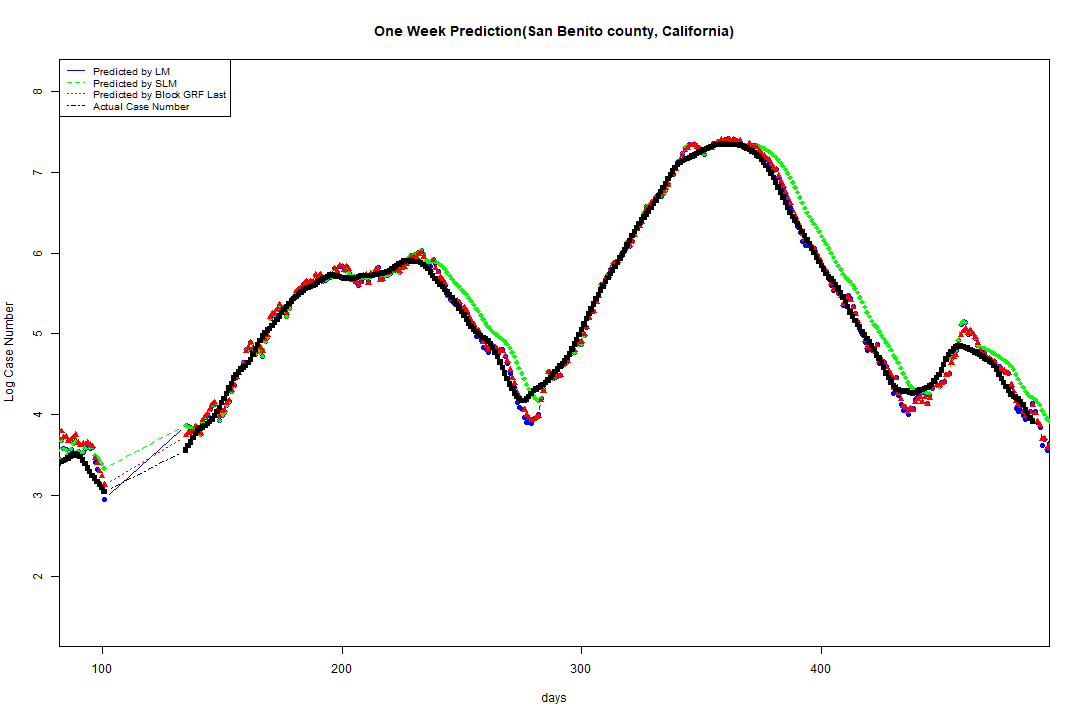 One Week Prediction(San Benito county, California)
Predicted by LM
Predicted by SLM
Predicted by Block GRF Last
Actual Case Number
8
7
6
5
4
3
2
Log Case Number
100 200 300 400
days